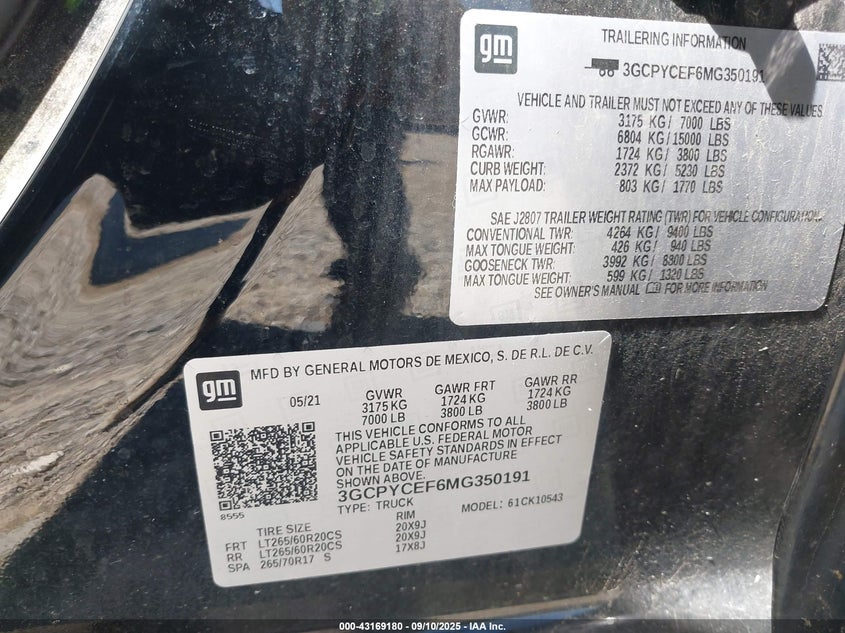 gm
TRAILERING INFORMATION
3GCPYCEF6MG350191
VEHICLE AND TRAILER MUST NOT EXCEED ANY OF THESE VALUES
GVWR: 3175 KG / 7000 LBS
GCWR: 6804 KG / 15000 LBS
RGAWR: 1724 KG / 3800 LBS
CURB WEIGHT: 2372 KG / 5230 LBS
MAX PAYLOAD: 803 KG / 1770 LBS
SAE J2807 TRAILER WEIGHT RATING (TWR) FOR VEHICLE CONFIGURATION.
CONVENTIONAL TWR: 4264 KG / 9400 LBS
MAX TONGUE WEIGHT: 426 KG / 940 LBS
GOOSENECK TWR: 3992 KG / 8800 LBS
MAX TONGUE WEIGHT: 599 KG / 1320 LBS
SEE OWNER'S MANUAL FOR MORE INFORMATION
gm
MFD BY GENERAL MOTORS DE MEXICO, S. DE R.L. DE C.V.
05/21 GVWR GAWR FRT GAWR RR
3175 KG 1724 KG 1724 KG
7000 LB 3800 LB 3800 LB
THIS VEHICLE CONFORMS TO ALL
APPLICABLE U.S. FEDERAL MOTOR
VEHICLE SAFETY STANDARDS IN EFFECT
ON THE DATE OF MANUFACTURE
SHOWN ABOVE.
3GCPYCEF6MG350191
8555 TYPE: TRUCK MODEL: 61CK10543
TIRE SIZE RIM
FRT LT265/60R20CS 20X9J
RR LT265/60R20CS 20X9J
SPA 265/70R17 S 17X8J
000-43169180 - 09/10/2025 - IAA Inc.